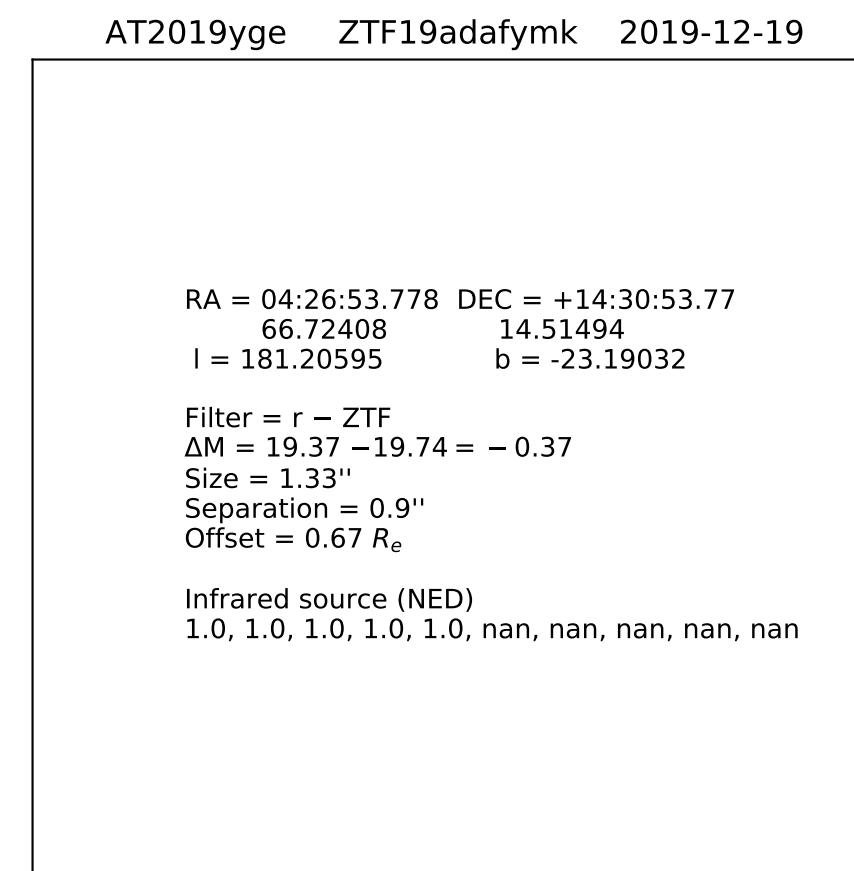 AT2019yge ZTF19adafymk 2019-12-19
RA = 04:26:53.778 DEC = +14:30:53.77
66.72408 14.51494
l = 181.20595 b = -23.19032
Filter = r − ZTF
ΔM = 19.37 −19.74 = − 0.37
Size = 1.33''
Separation = 0.9''
Offset = 0.67 Re
Infrared source (NED)
1.0, 1.0, 1.0, 1.0, 1.0, nan, nan, nan, nan, nan